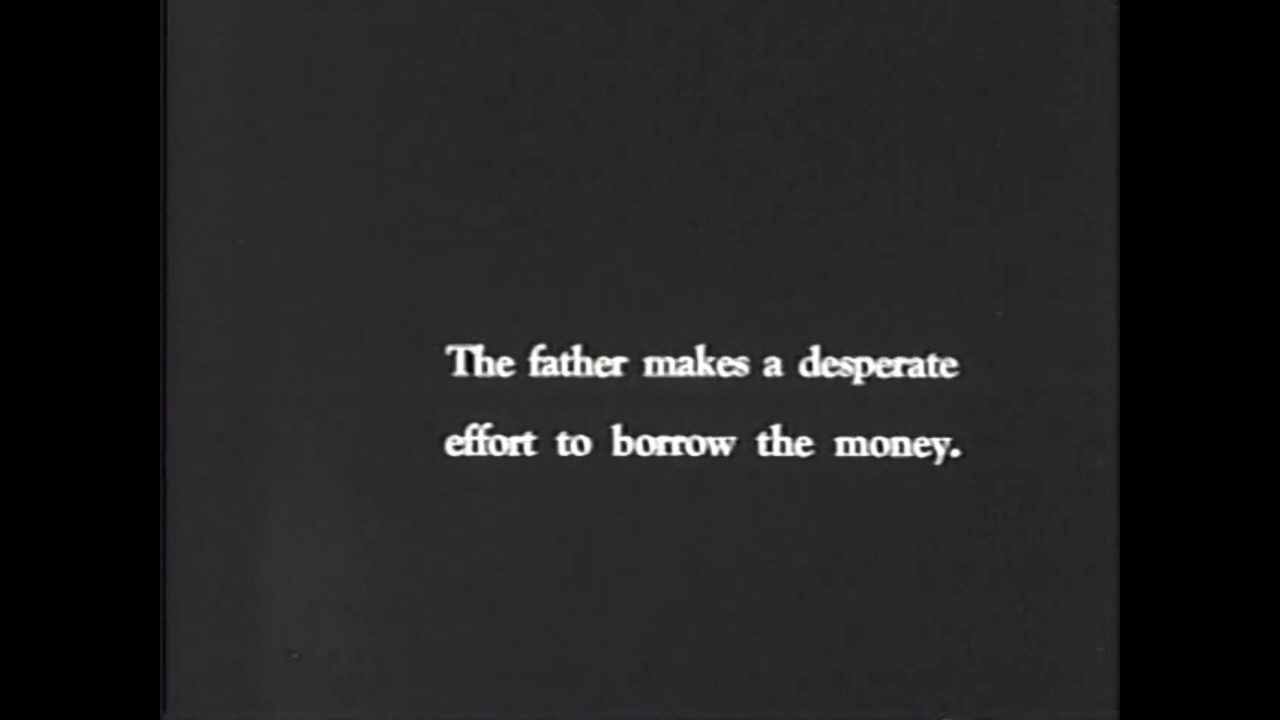 The father makes a desperate
effort to borrow the money.